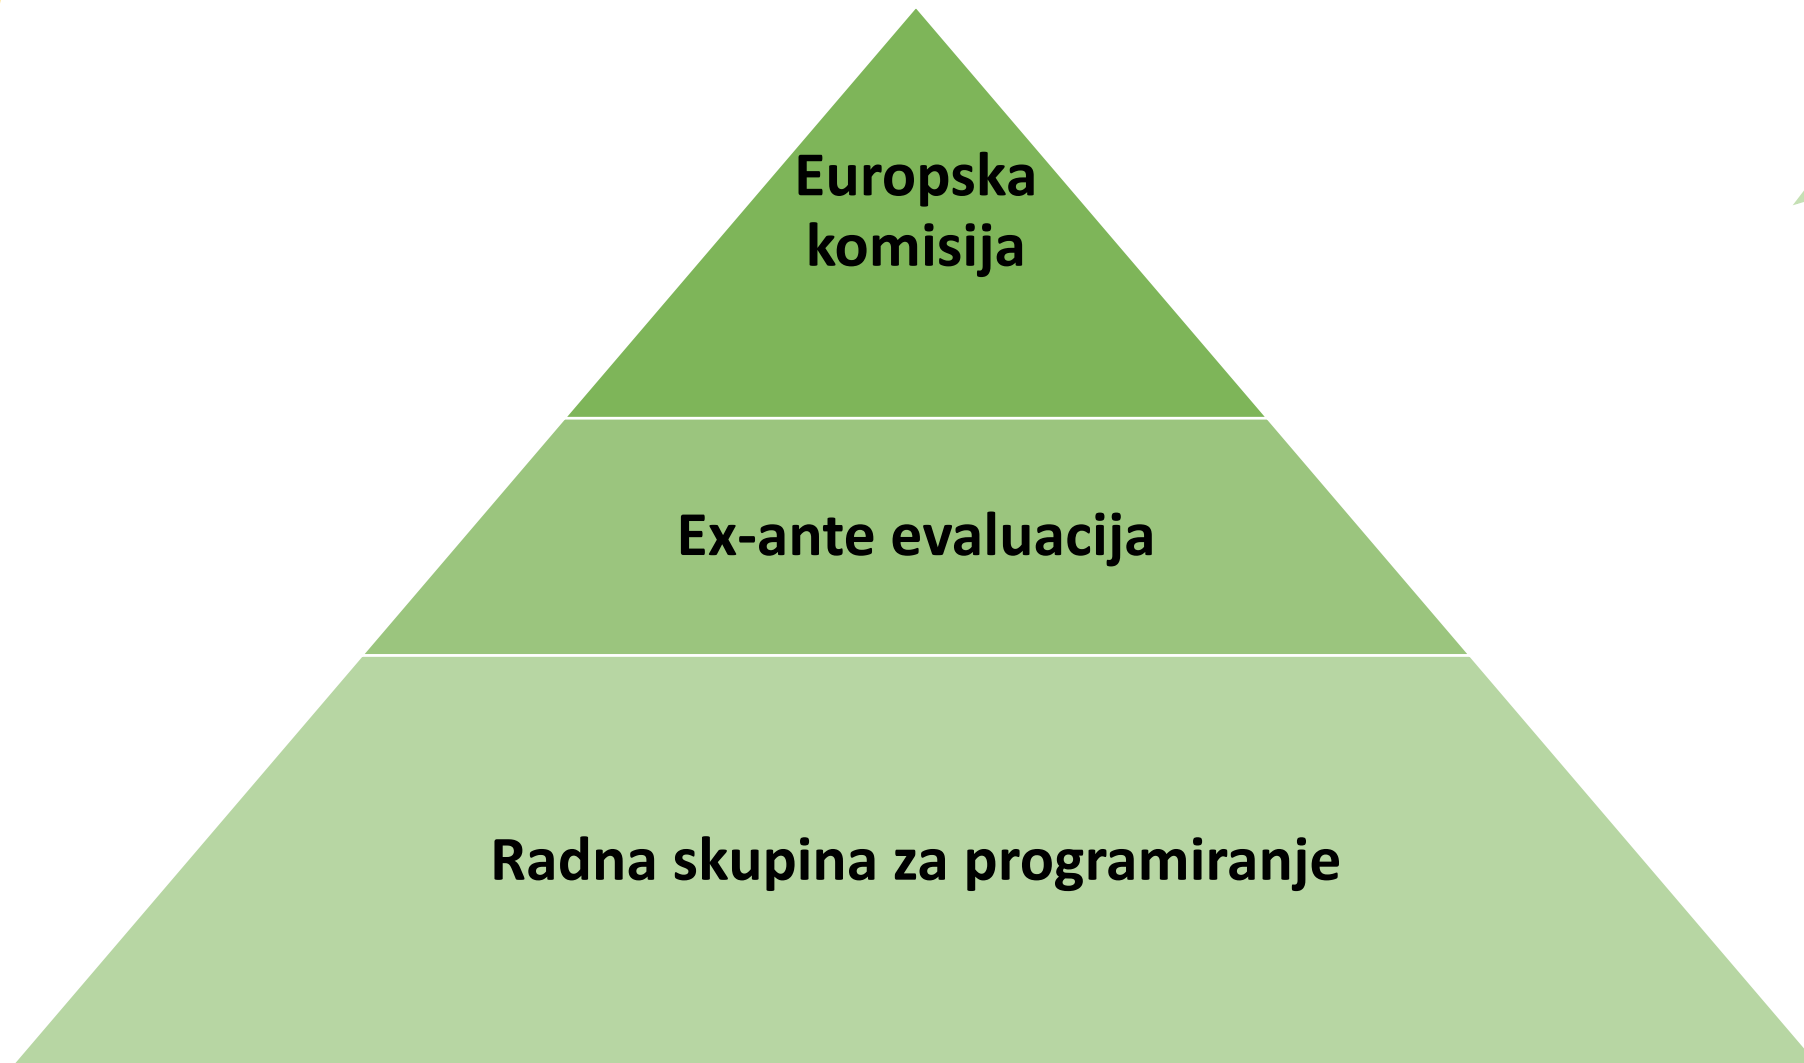 Europska
komisija
Ex-ante evaluacija
Radna skupina za programiranje